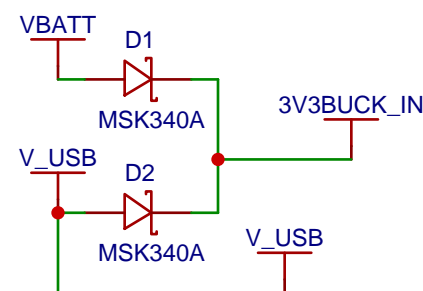 VBATT
D1
MSK340A
3V3BUCK_IN
V_USB
D2
MSK340A
V_USB